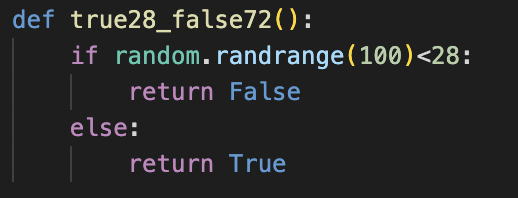 def true28_false72():
    if random.randrange(100)<28:
        return False
    else:
        return True